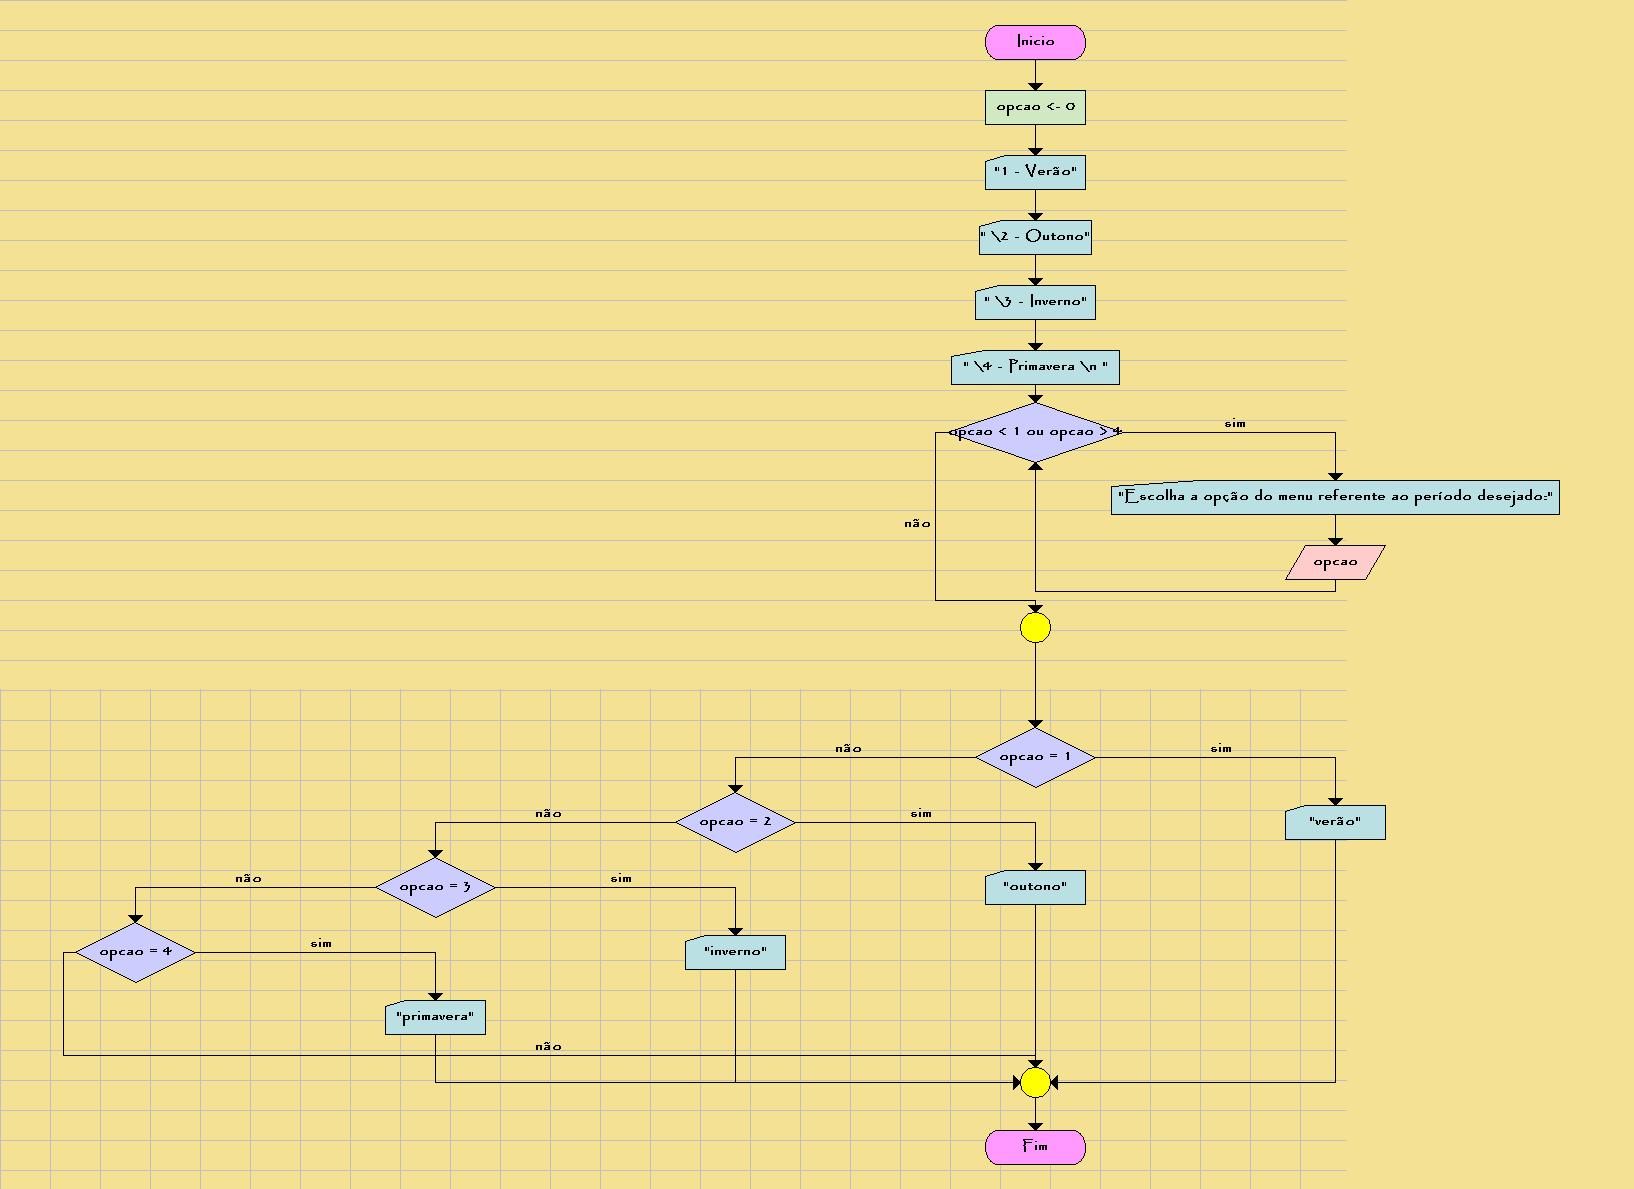 Inicio
opcao <- 0
"1 - Verão"
" \2 - Outono"
" \3 - Inverno"
" \4 - Primavera \n "
opcao < 1 ou opcao > 4
sim
"Escolha a opção do menu referente ao período desejado:"
não
opcao
opcao = 1
não
sim
opcao = 2
não
sim
"verão"
opcao = 3
não
sim
"outono"
opcao = 4
sim
"inverno"
"primavera"
não
Fim